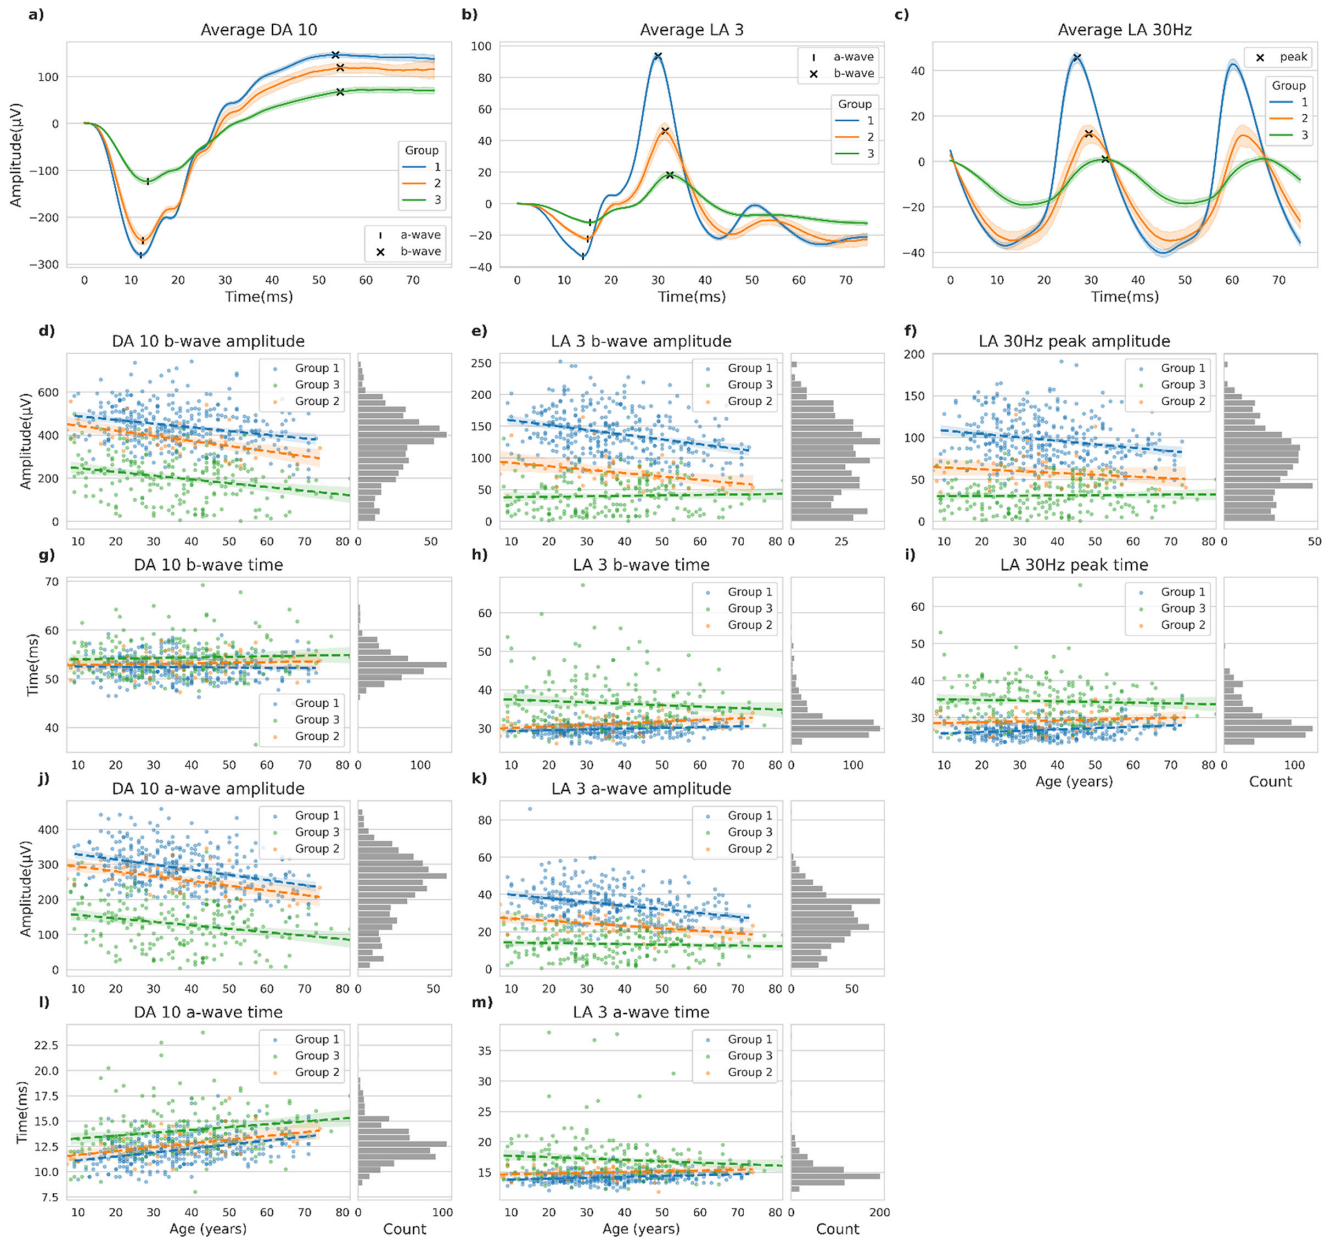 a)
Average DA 10
Amplitude(µV)
100
0
−100
−200
−300
0 10 20 30 40 50 60 70 80
Time(ms)
Group
1
2
3
a-wave
b-wave
b)
Average LA 3
100
80
60
40
20
0
−20
−40
0 10 20 30 40 50 60 70 80
Time(ms)
a-wave
b-wave
Group
1
2
3
c)
Average LA 30Hz
40
20
0
−20
−40
0 10 20 30 40 50 60 70
Time(ms)
peak
Group
1
2
3
d)
DA 10 b-wave amplitude
Amplitude(µV)
600
400
200
0
10 20 30 40 50 60 70 80
0 50
Group 1
Group 3
Group 2
e)
LA 3 b-wave amplitude
250
200
150
100
50
0
10 20 30 40 50 60 70 80
0 25
Group 1
Group 3
Group 2
f)
LA 30Hz peak amplitude
200
150
100
50
0
10 20 30 40 50 60 70 80
0 50
Group 1
Group 3
Group 2
g)
DA 10 b-wave time
Time(ms)
70
60
50
40
10 20 30 40 50 60 70 80
0 100
Group 1
Group 3
Group 2
h)
LA 3 b-wave time
60
50
40
30
10 20 30 40 50 60 70 80
0 100
Group 1
Group 3
Group 2
i)
LA 30Hz peak time
60
50
40
30
10 20 30 40 50 60 70 80
0 100
Age (years)
Count
Group 1
Group 3
Group 2
j)
DA 10 a-wave amplitude
Amplitude(µV)
400
300
200
100
0
10 20 30 40 50 60 70 80
0 50
Group 1
Group 3
Group 2
k)
LA 3 a-wave amplitude
80
60
40
20
0
10 20 30 40 50 60 70 80
0 50
Group 1
Group 3
Group 2
l)
DA 10 a-wave time
Time(ms)
22.5
20.0
17.5
15.0
12.5
10.0
7.5
10 20 30 40 50 60 70 80
0 100
Age (years)
Count
Group 1
Group 3
Group 2
m)
LA 3 a-wave time
35
30
25
20
15
10 20 30 40 50 60 70 80
0 200
Age (years)
Count
Group 1
Group 3
Group 2